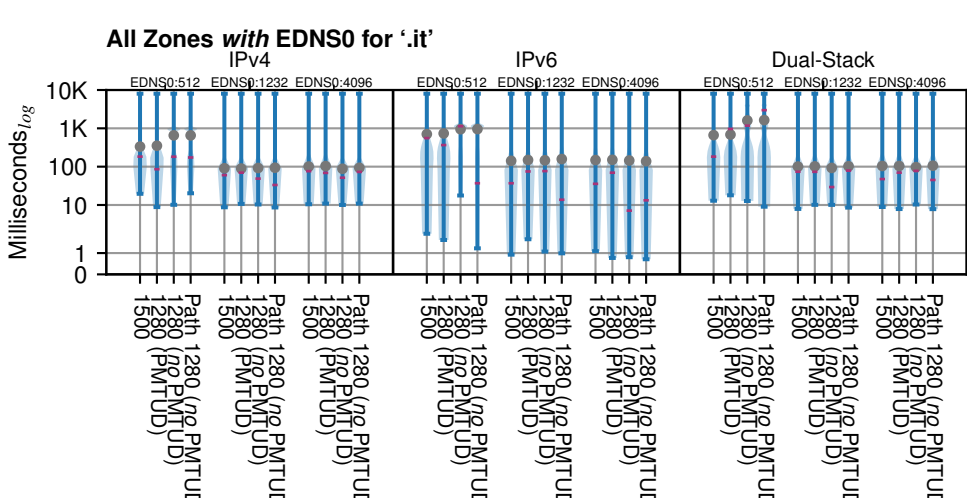 All Zones with EDNS0 for ‘.it’
IPv4 IPv6 Dual-Stack
EDNS0:512 EDNS0:1232 EDNS0:4096 EDNS0:512 EDNS0:1232 EDNS0:4096 EDNS0:512 EDNS0:1232 EDNS0:4096
Milliseconds log
10K
1K
100
10
1
0
1500
1280 (PMTUD)
1280 (no PMTUD)
Path 1280 (no PMTUD
1500
1280 (PMTUD)
1280 (no PMTUD)
Path 1280 (no PMTUD
1500
1280 (PMTUD)
1280 (no PMTUD)
Path 1280 (no PMTUD
1500
1280 (PMTUD)
1280 (no PMTUD)
Path 1280 (no PMTUD
1500
1280 (PMTUD)
1280 (no PMTUD)
Path 1280 (no PMTUD
1500
1280 (PMTUD)
1280 (no PMTUD)
Path 1280 (no PMTUD
1500
1280 (PMTUD)
1280 (no PMTUD)
Path 1280 (no PMTUD
1500
1280 (PMTUD)
1280 (no PMTUD)
Path 1280 (no PMTUD
1500
1280 (PMTUD)
1280 (no PMTUD)
Path 1280 (no PMTUD